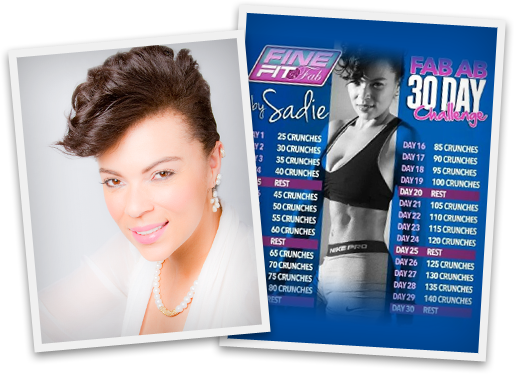 FINE
FIT & Fab
by Sadie
25 CRUNCHES
30 CRUNCHES
35 CRUNCHES
40 CRUNCHES
REST
45 CRUNCHES
50 CRUNCHES
55 CRUNCHES
60 CRUNCHES
REST
65 CRUNCHES
70 CRUNCHES
75 CRUNCHES
80 CRUNCHES
REST
NIKE PRO
FAB AB
30 DAY
Challenge
DAY 16 85 CRUNCHES
DAY 17 90 CRUNCHES
DAY 18 95 CRUNCHES
DAY 19 100 CRUNCHES
DAY 20 REST
DAY 21 105 CRUNCHES
DAY 22 110 CRUNCHES
DAY 23 115 CRUNCHES
DAY 24 120 CRUNCHES
DAY 25 REST
DAY 26 125 CRUNCHES
DAY 27 130 CRUNCHES
DAY 28 135 CRUNCHES
DAY 29 140 CRUNCHES
DAY 30 REST